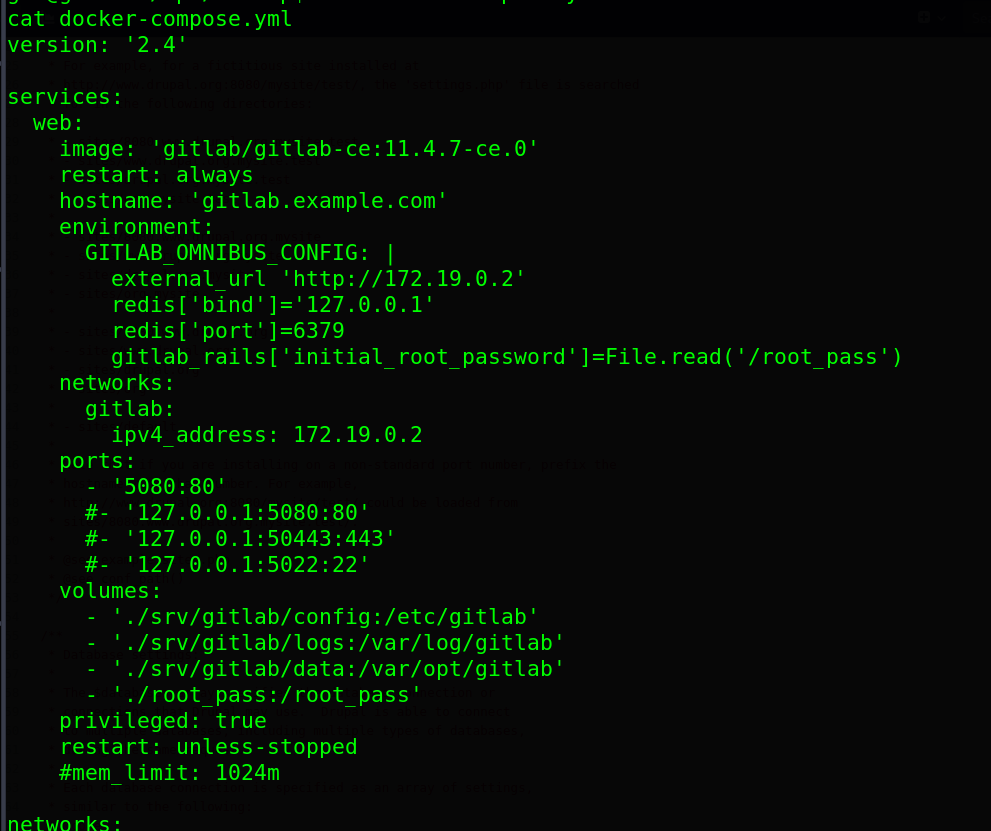 cat docker-compose.yml
version: '2.4'
services:
web:
image: 'gitlab/gitlab-ce:11.4.7-ce.0'
restart: always
hostname: 'gitlab.example.com'
environment:
GITLAB_OMNIBUS_CONFIG: |
external_url 'http://172.19.0.2'
redis['bind']='127.0.0.1'
redis['port']=6379
gitlab_rails['initial_root_password']=File.read('/root_pass')
networks:
gitlab:
ipv4_address: 172.19.0.2
ports:
- '5080:80'
#- '127.0.0.1:5080:80'
#- '127.0.0.1:50443:443'
#- '127.0.0.1:5022:22'
volumes:
- './srv/gitlab/config:/etc/gitlab'
- './srv/gitlab/logs:/var/log/gitlab'
- './srv/gitlab/data:/var/opt/gitlab'
- './root_pass:/root_pass'
privileged: true
restart: unless-stopped
#mem_limit: 1024m
networks: